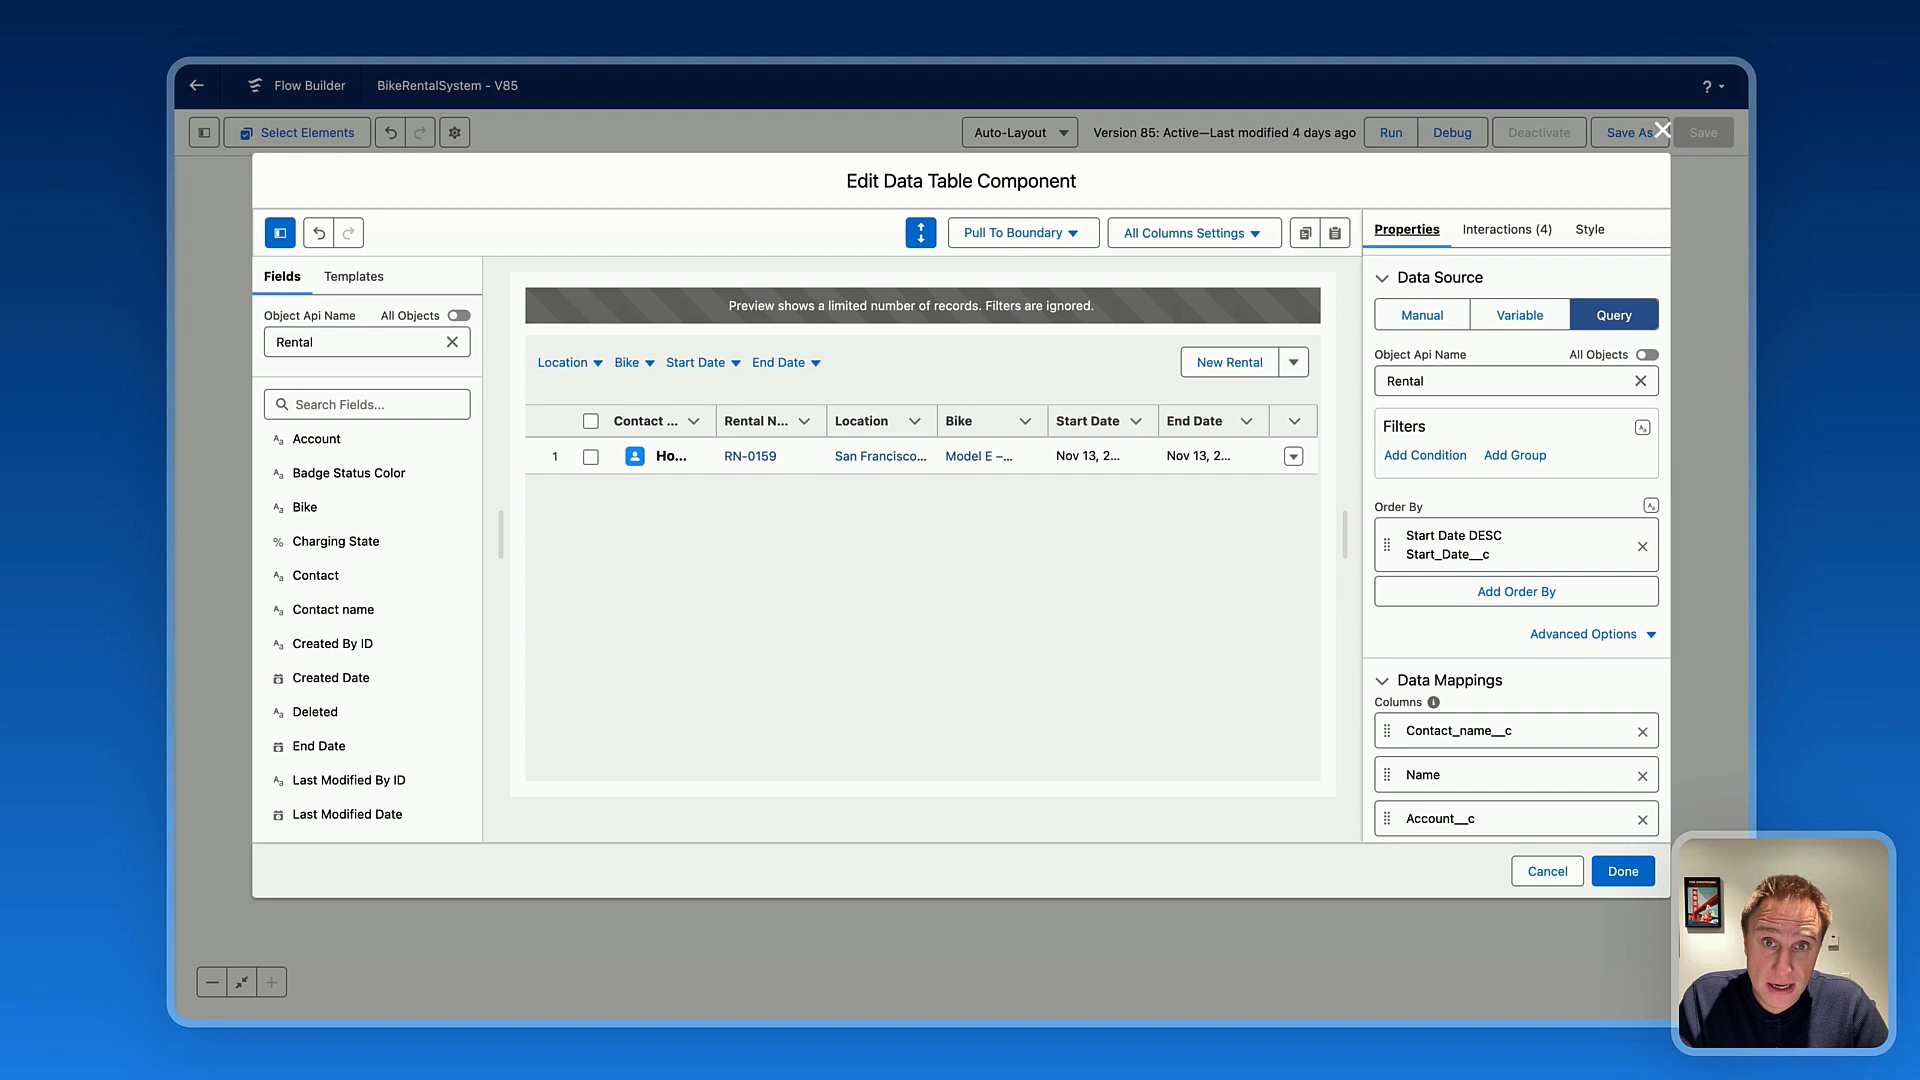 Flow Builder
BikeRentalSystem - V85
?
Select Elements
Auto-Layout
Version 85: Active—Last modified 4 days ago
Run
Debug
Deactivate
Save As
Save
Edit Data Table Component
Pull To Boundary
All Columns Settings
Properties
Interactions (4)
Style
Fields
Templates
Object Api Name
All Objects
Rental
Search Fields...
Account
Badge Status Color
Bike
Charging State
Contact
Contact name
Created By ID
Created Date
Deleted
End Date
Last Modified By ID
Last Modified Date
Preview shows a limited number of records. Filters are ignored.
Location
Bike
Start Date
End Date
New Rental
Contact ...
Rental N...
Location
Bike
Start Date
End Date
1
Ho...
RN-0159
San Francisco...
Model E –...
Nov 13, 2...
Nov 13, 2...
Data Source
Manual
Variable
Query
Object Api Name
All Objects
Rental
Filters
Add Condition
Add Group
Order By
Start Date DESC
Start_Date__c
Add Order By
Advanced Options
Data Mappings
Columns
Contact_name__c
Name
Account__c
Cancel
Done